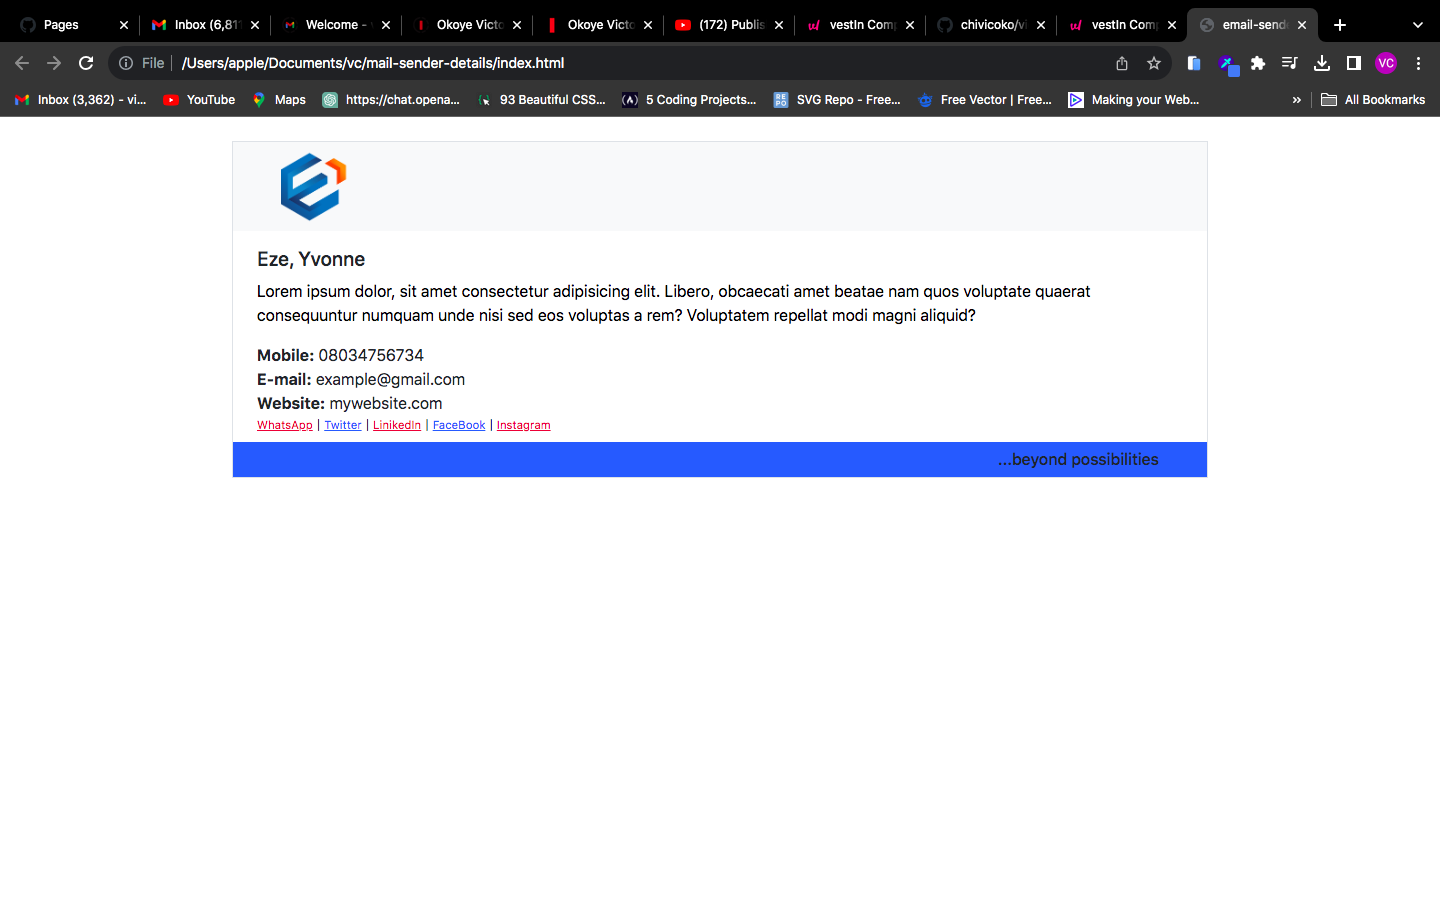 Pages
Inbox (6,811
Welcome -
Okoye Victo
Okoye Victo
(172) Publis
vestIn Com
chivicoko/vi
vestIn Com
email-send
File
/Users/apple/Documents/vc/mail-sender-details/index.html
VC
Inbox (3,362) - vi...
YouTube
Maps
https://chat.opena...
93 Beautiful CSS...
5 Coding Projects...
SVG Repo - Free...
Free Vector | Free...
Making your Web...
»
All Bookmarks
Eze, Yvonne
Lorem ipsum dolor, sit amet consectetur adipisicing elit. Libero, obcaecati amet beatae nam quos voluptate quaerat
consequuntur numquam unde nisi sed eos voluptas a rem? Voluptatem repellat modi magni aliquid?
Mobile: 08034756734
E-mail: example@gmail.com
Website: mywebsite.com
WhatsApp | Twitter | LinikedIn | FaceBook | Instagram
...beyond possibilities